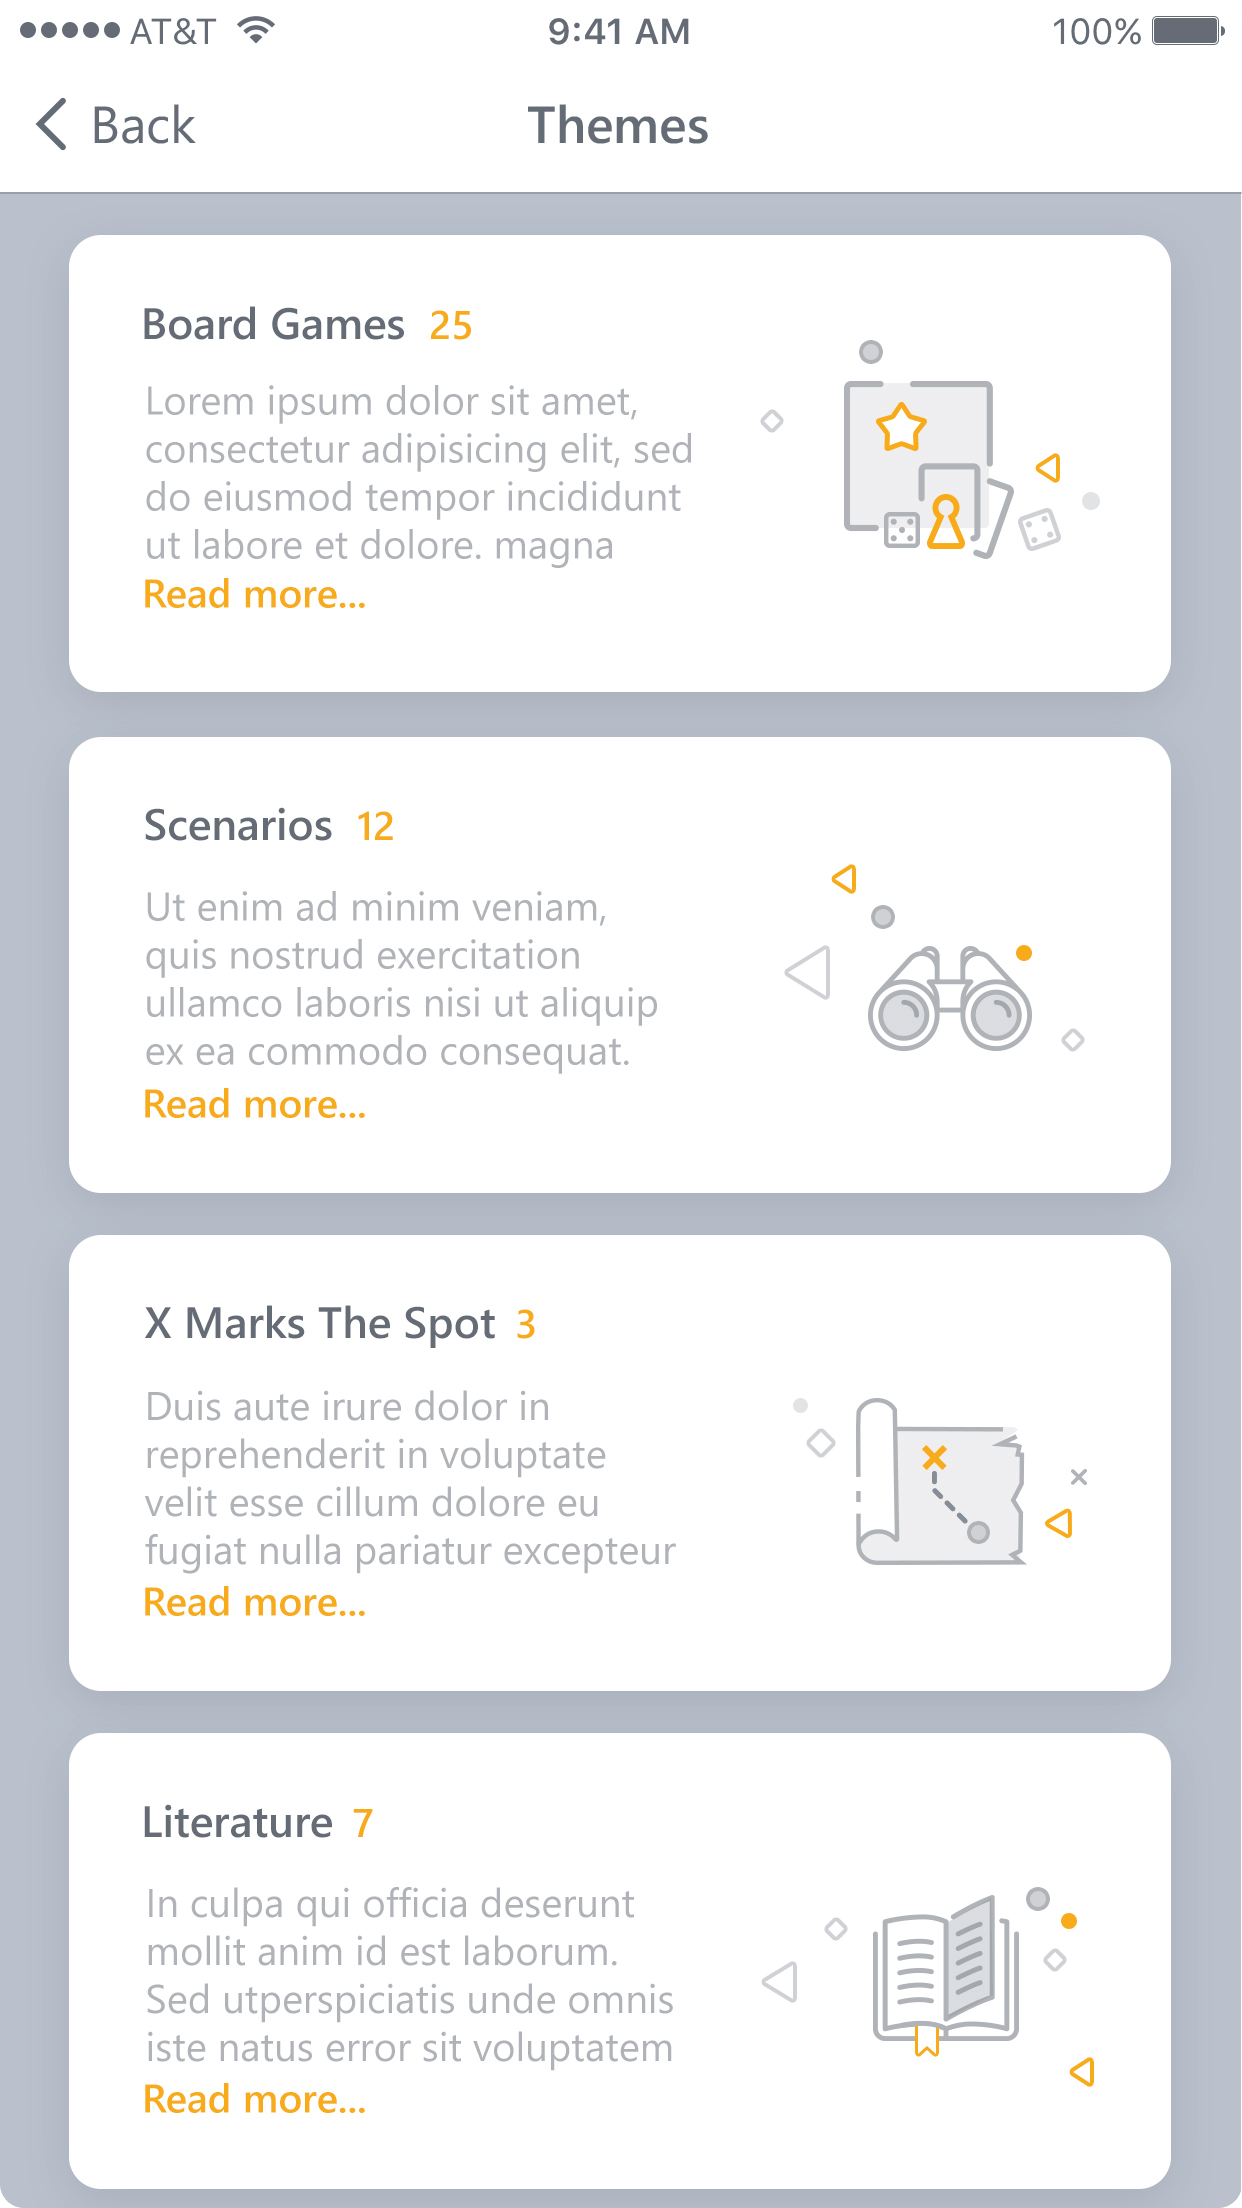 AT&T 9:41 AM 100%
Back Themes
Board Games 25
Lorem ipsum dolor sit amet,
consectetur adipisicing elit, sed
do eiusmod tempor incididunt
ut labore et dolore. magna
Read more...
Scenarios 12
Ut enim ad minim veniam,
quis nostrud exercitation
ullamco laboris nisi ut aliquip
ex ea commodo consequat.
Read more...
X Marks The Spot 3
Duis aute irure dolor in
reprehenderit in voluptate
velit esse cillum dolore eu
fugiat nulla pariatur excepteur
Read more...
Literature 7
In culpa qui officia deserunt
mollit anim id est laborum.
Sed utperspiciatis unde omnis
iste natus error sit voluptatem
Read more...